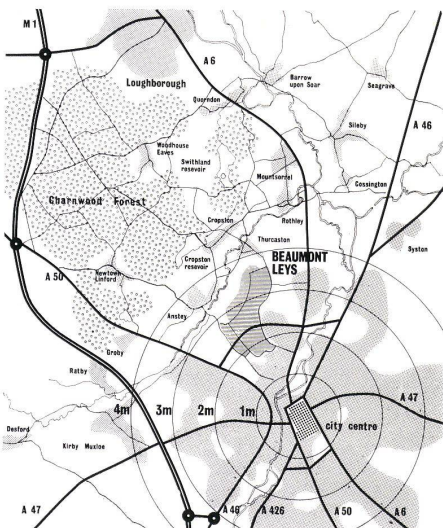 M 1
A 6
Loughborough
Barrow
upon Soar
Seagrave
Quorndon
A 46
Sileby
Woodhouse
Eaves
Swithland
resevoir
Mountsorrel
Cossington
Charnwood Forest
Cropston
Rothley
Thurcaston
BEAUMONT
LEYS
Syston
Cropston
resevoir
A 50
Newtown
Linford
Anstey
Groby
Ratby
4m
3m
2m
1m
A 47
city centre
Desford
Kirby Muxloe
A 47
A 46
A 426
A 50
A 6